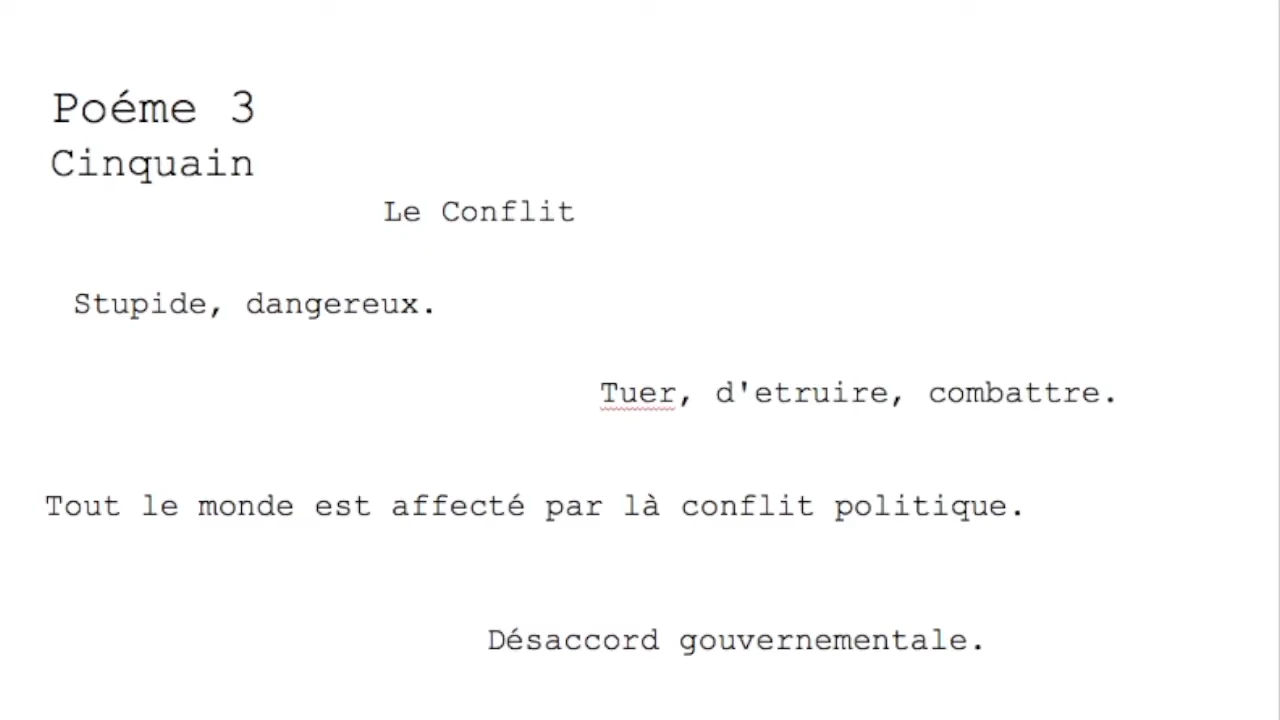 Poéme 3
Cinquain
Le Conflit
Stupide, dangereux.
Tuer, d'etruire, combattre.
Tout le monde est affecté par là conflit politique.
Désaccord gouvernementale.